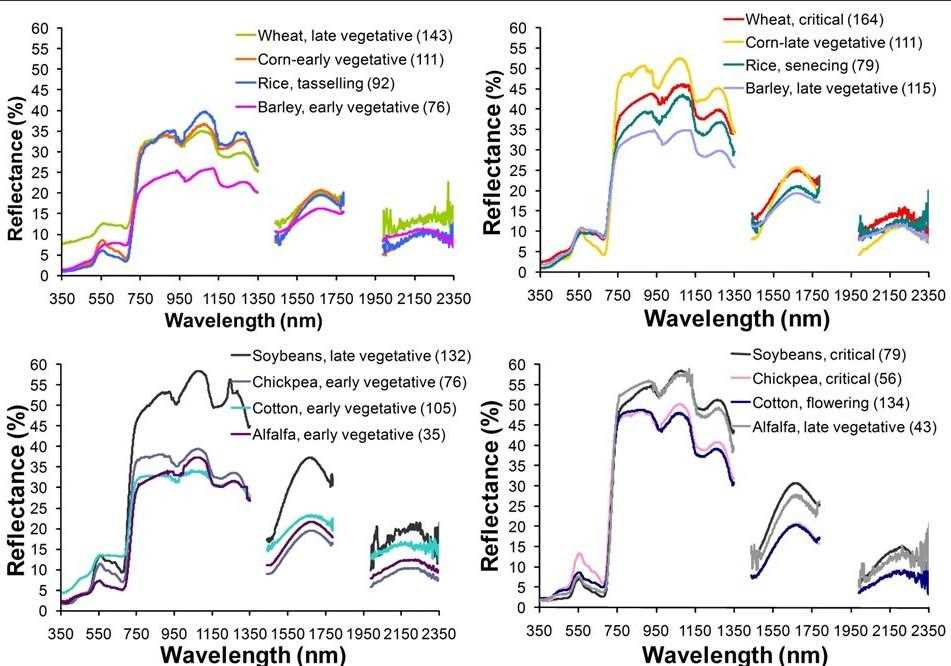 Wheat, late vegetative (143)
Corn-early vegetative (111)
Rice, tasselling (92)
Barley, early vegetative (76)
Reflectance (%)
60
55
50
45
40
35
30
25
20
15
10
5
0
350 550 750 950 1150 1350 1550 1750 1950 2150 2350
Wavelength (nm)
Wheat, critical (164)
Corn-late vegetative (111)
Rice, senecing (79)
Barley, late vegetative (115)
Reflectance (%)
60
55
50
45
40
35
30
25
20
15
10
5
0
350 550 750 950 1150 1350 1550 1750 1950 2150 2350
Wavelength (nm)
Soybeans, late vegetative (132)
Chickpea, early vegetative (76)
Cotton, early vegetative (105)
Alfalfa, early vegetative (35)
Reflectance (%)
60
55
50
45
40
35
30
25
20
15
10
5
0
350 550 750 950 1150 1350 1550 1750 1950 2150 2350
Wavelength (nm)
Soybeans, critical (79)
Chickpea, critical (56)
Cotton, flowering (134)
Alfalfa, late vegetative (43)
Reflectance (%)
60
55
50
45
40
35
30
25
20
15
10
5
0
350 550 750 950 1150 1350 1550 1750 1950 2150 2350
Wavelength (nm)